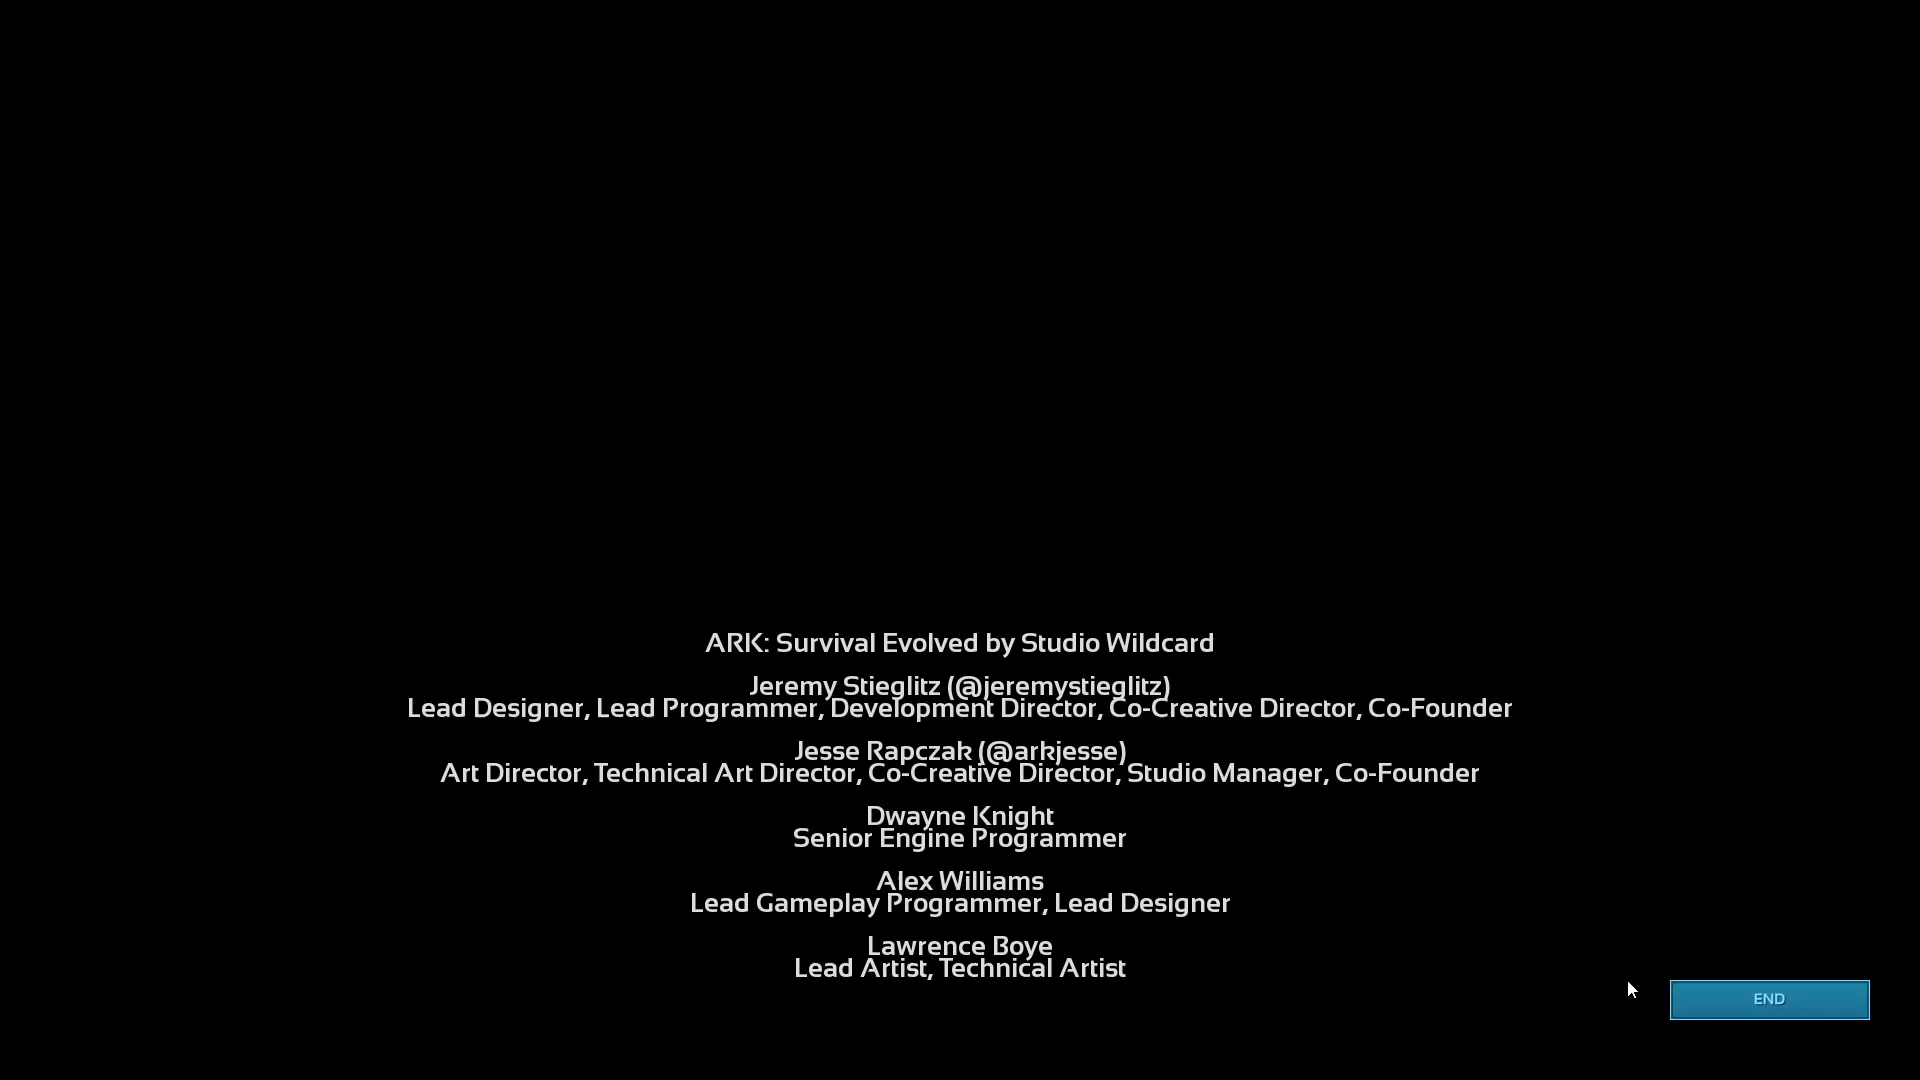 ARK: Survival Evolved by Studio Wildcard
Jeremy Stieglitz (@jeremystieglitz)
Lead Designer, Lead Programmer, Development Director, Co-Creative Director, Co-Founder
Jesse Rapczak (@arkjesse)
Art Director, Technical Art Director, Co-Creative Director, Studio Manager, Co-Founder
Dwayne Knight
Senior Engine Programmer
Alex Williams
Lead Gameplay Programmer, Lead Designer
Lawrence Boye
Lead Artist, Technical Artist
END